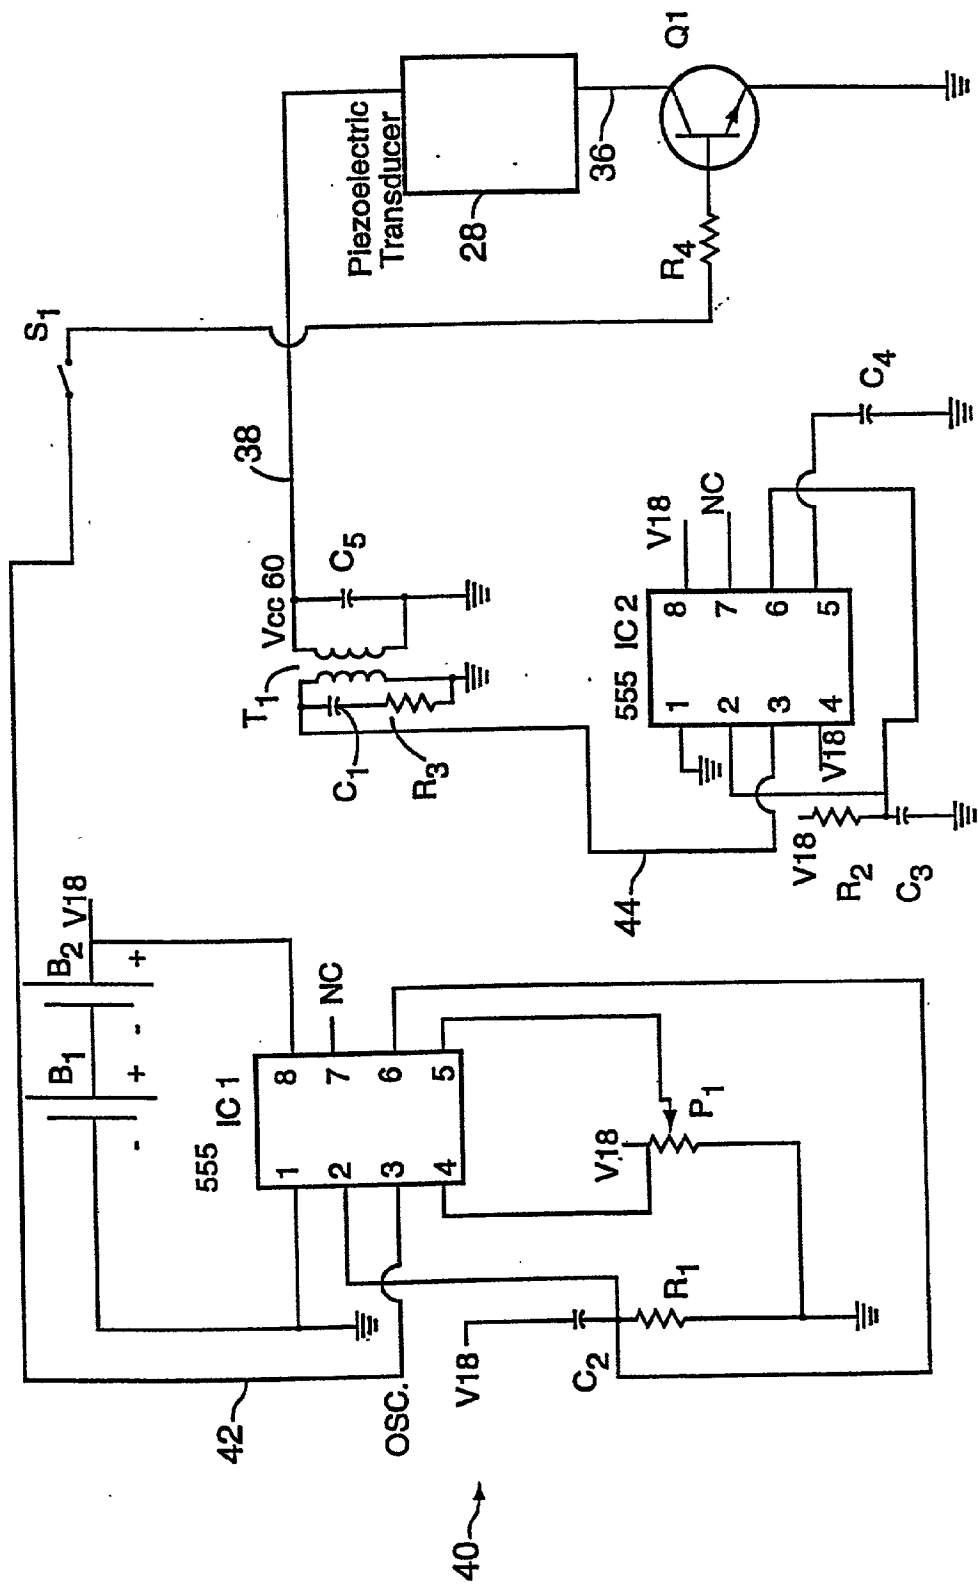 40
42
OSC.
B1
B2
V18
-
+
-
+
555
IC 1
1
2
3
4
8
7
6
5
NC
V18
P1
V18
C2
R1
T1
Vcc 60
C1
R3
C5
38
44
555
IC 2
1
2
3
4
8
7
6
5
V18
NC
V18
V18
R2
C3
C4
S1
Piezoelectric
Transducer
28
36
R4
Q1